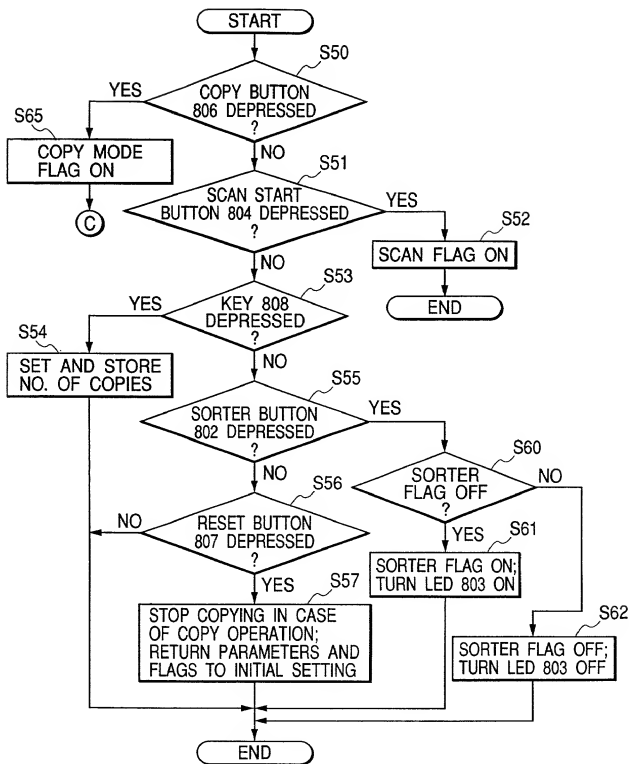 START
S50
COPY BUTTON
806 DEPRESSED
?
YES
NO
S65
COPY MODE
FLAG ON
C
S51
SCAN START
BUTTON 804 DEPRESSED
?
YES
NO
S52
SCAN FLAG ON
END
S53
KEY 808
DEPRESSED
?
YES
NO
S54
SET AND STORE
NO. OF COPIES
S55
SORTER BUTTON
802 DEPRESSED
?
YES
NO
S60
SORTER
FLAG OFF
?
NO
YES
S56
RESET BUTTON
807 DEPRESSED
?
NO
YES
S61
SORTER FLAG ON;
TURN LED 803 ON
S57
STOP COPYING IN CASE
OF COPY OPERATION;
RETURN PARAMETERS AND
FLAGS TO INITIAL SETTING
S62
SORTER FLAG OFF;
TURN LED 803 OFF
END